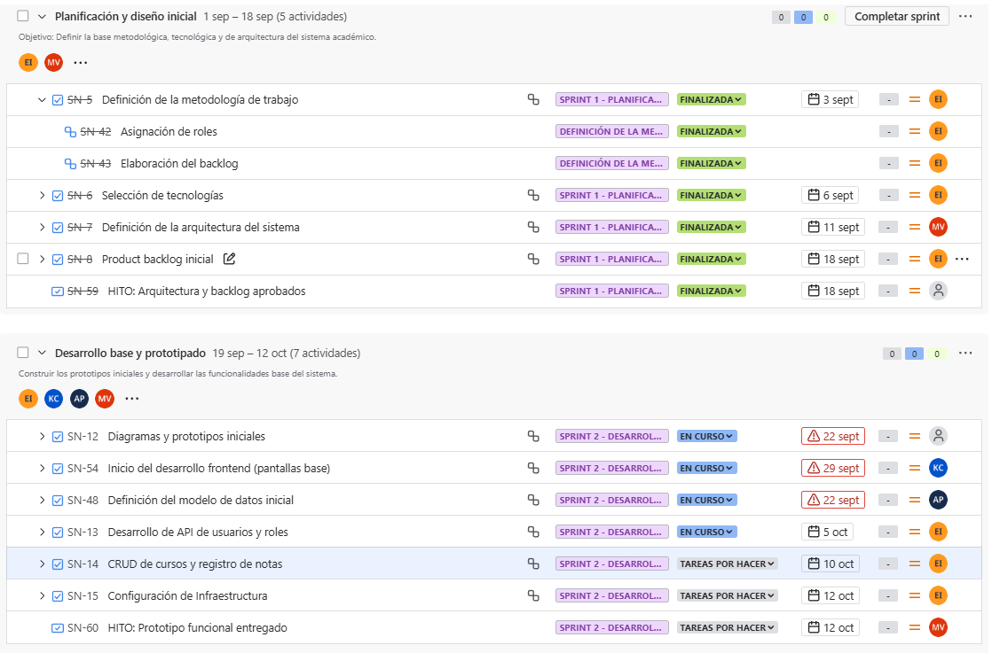 Planificación y diseño inicial 1 sep – 18 sep (5 actividades) 0 0 0 Completar sprint ···
Objetivo: Definir la base metodológica, tecnológica y de arquitectura del sistema académico.
EI MV ···
SN-5 Definición de la metodología de trabajo SPRINT 1 - PLANIFICA... FINALIZADA 3 sept - EI
SN-42 Asignación de roles DEFINICIÓN DE LA ME... FINALIZADA - EI
SN-43 Elaboración del backlog DEFINICIÓN DE LA ME... FINALIZADA - EI
SN-6 Selección de tecnologías SPRINT 1 - PLANIFICA... FINALIZADA 6 sept - EI
SN-7 Definición de la arquitectura del sistema SPRINT 1 - PLANIFICA... FINALIZADA 11 sept - MV
SN-8 Product backlog inicial SPRINT 1 - PLANIFICA... FINALIZADA 18 sept - EI ···
SN-59 HITO: Arquitectura y backlog aprobados SPRINT 1 - PLANIFICA... FINALIZADA 18 sept -
Desarrollo base y prototipado 19 sep – 12 oct (7 actividades) 0 0 0 ···
Construir los prototipos iniciales y desarrollar las funcionalidades base del sistema.
EI KC AP MV ···
SN-12 Diagramas y prototipos iniciales SPRINT 2 - DESARROL... EN CURSO 22 sept -
SN-54 Inicio del desarrollo frontend (pantallas base) SPRINT 2 - DESARROL... EN CURSO 29 sept - KC
SN-48 Definición del modelo de datos inicial SPRINT 2 - DESARROL... EN CURSO 22 sept - AP
SN-13 Desarrollo de API de usuarios y roles SPRINT 2 - DESARROL... EN CURSO 5 oct - EI
SN-14 CRUD de cursos y registro de notas SPRINT 2 - DESARROL... TAREAS POR HACER 10 oct - EI
SN-15 Configuración de Infraestructura SPRINT 2 - DESARROL... TAREAS POR HACER 12 oct - EI
SN-60 HITO: Prototipo funcional entregado SPRINT 2 - DESARROL... TAREAS POR HACER 12 oct - MV